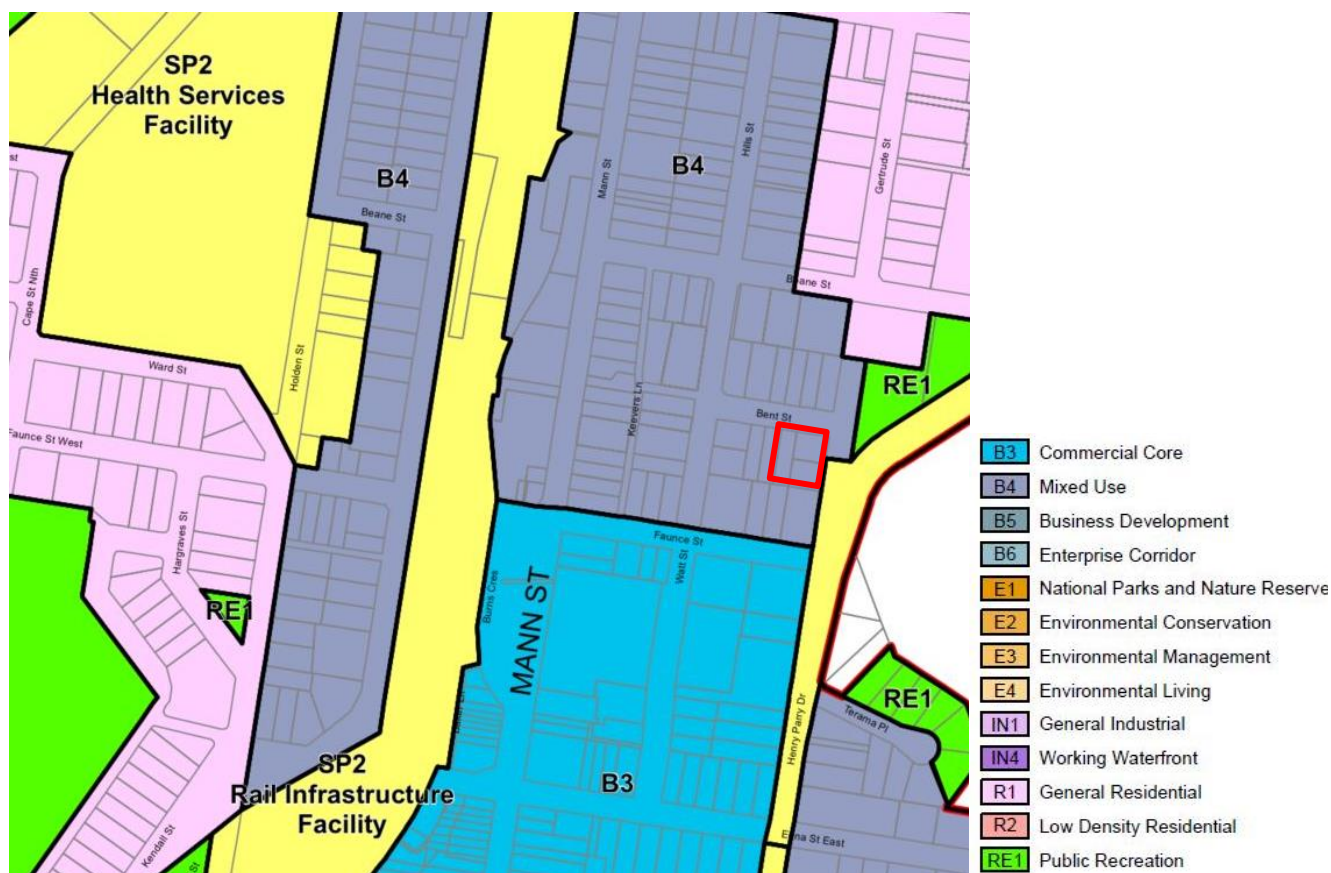 SP2
Health Services
Facility
B4
B4
Hills St
Mann St
Gertrude St
Beane St
Cape St Nth
Holden St
Ward St
Beane St
RE1
Keevers Ln
Bent St
Faunce St West
Hargraves St
RE1
Faunce St
Watt St
Burns Cres
MANN ST
RE1
Terama Pl
Henry Parry Dr
SP2
Rail Infrastructure
Facility
B3
Kendall St
St
B3 Commercial Core
B4 Mixed Use
B5 Business Development
B6 Enterprise Corridor
E1 National Parks and Nature Reserve
E2 Environmental Conservation
E3 Environmental Management
E4 Environmental Living
IN1 General Industrial
IN4 Working Waterfront
R1 General Residential
R2 Low Density Residential
RE1 Public Recreation